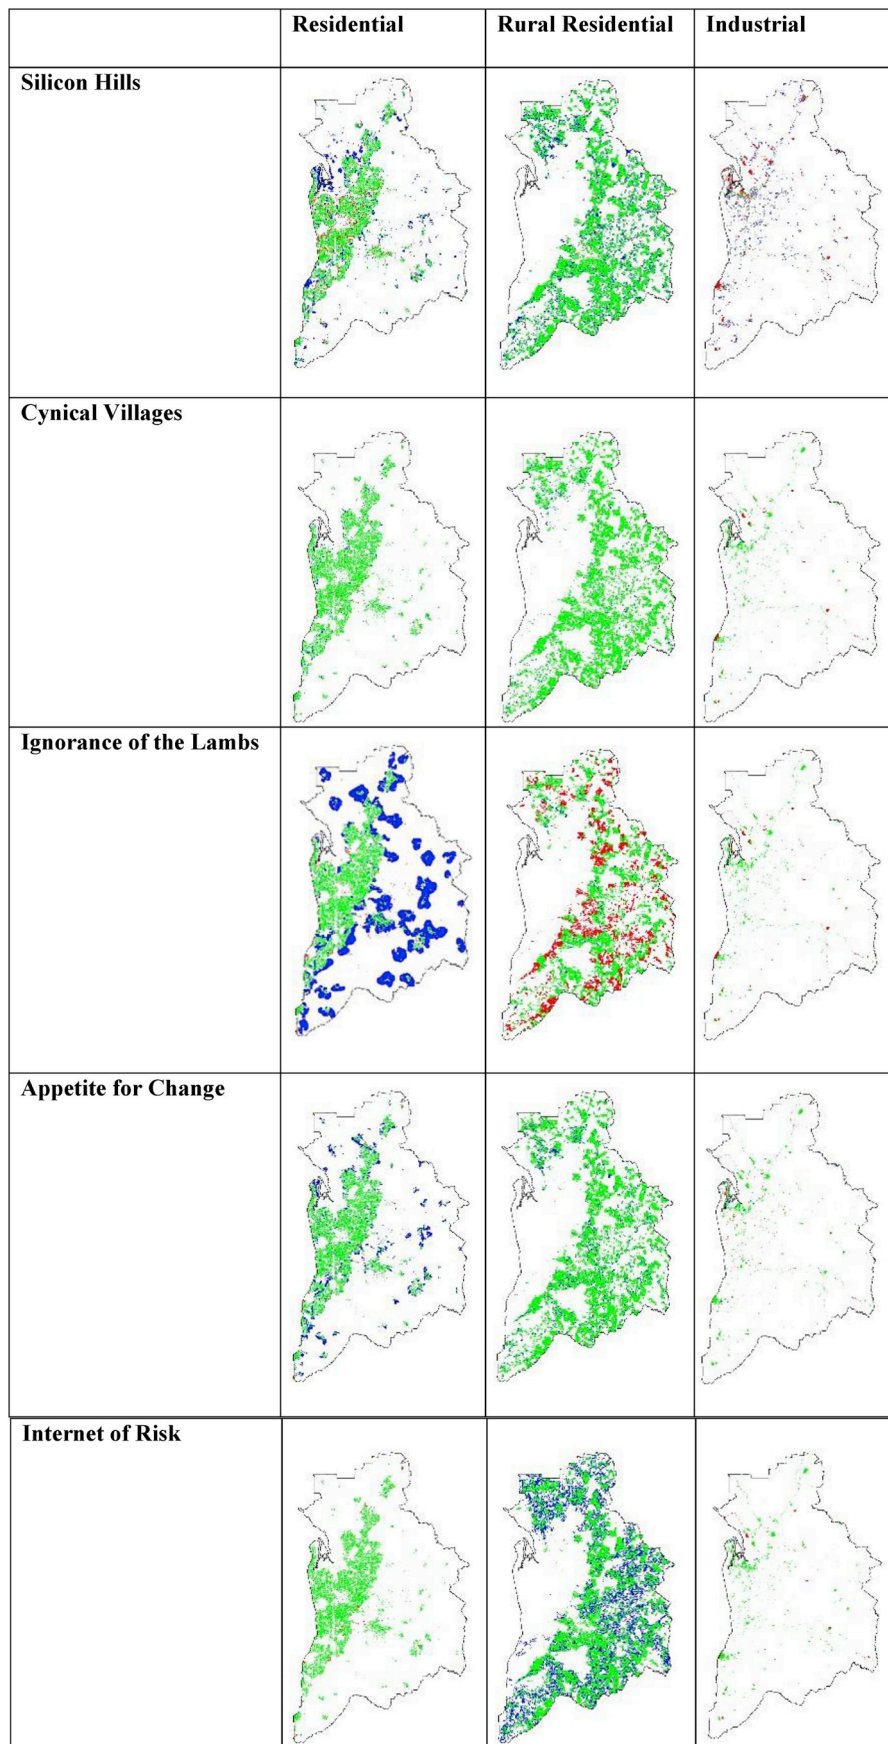 Residential Rural Residential Industrial
Silicon Hills
Cynical Villages
Ignorance of the Lambs
Appetite for Change
Internet of Risk